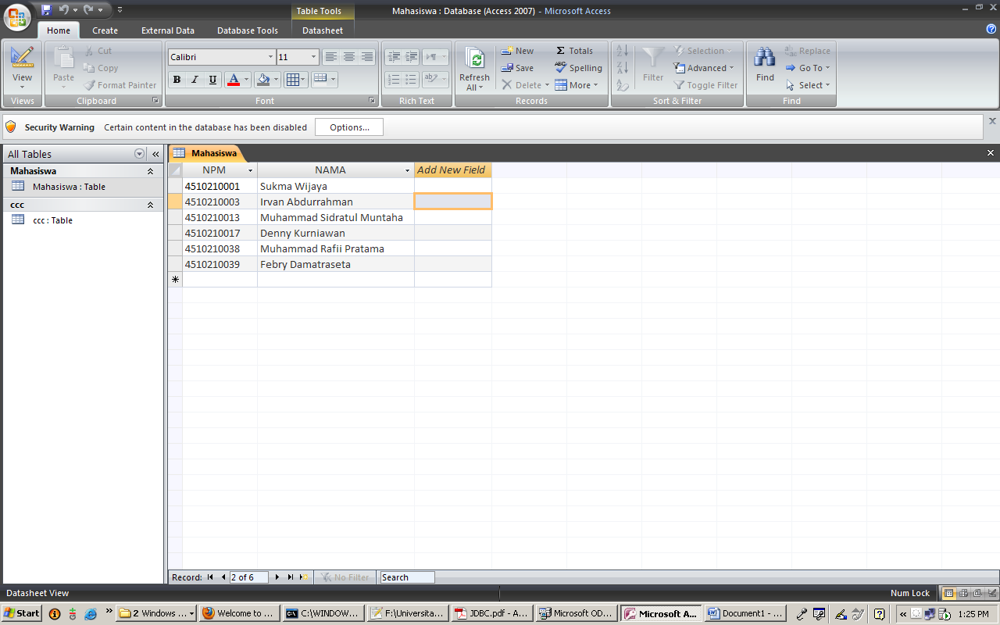 Table Tools
Mahasiswa : Database (Access 2007) - Microsoft Access
Home Create External Data Database Tools Datasheet
View
Views
Paste
Cut
Copy
Format Painter
Clipboard
Calibri 11
B I U A
Font
Rich Text
Refresh All
New
Save
Delete
Totals
Spelling
More
Records
Filter
Selection
Advanced
Toggle Filter
Sort & Filter
Find
Replace
Go To
Select
Find
Security Warning Certain content in the database has been disabled Options...
All Tables
Mahasiswa
Mahasiswa : Table
ccc
ccc : Table
Mahasiswa
NPM NAMA Add New Field
4510210001 Sukma Wijaya
4510210003 Irvan Abdurrahman
4510210013 Muhammad Sidratul Muntaha
4510210017 Denny Kurniawan
4510210038 Muhammad Rafii Pratama
4510210039 Febry Damatraseta
Record: 2 of 6 No Filter Search
Datasheet View Num Lock
Start 2 Windows ... Welcome to ... C:\WINDOW... F:\Universita... JDBC.pdf - A... Microsoft OD... Microsoft A... Document1 - ... 1:25 PM